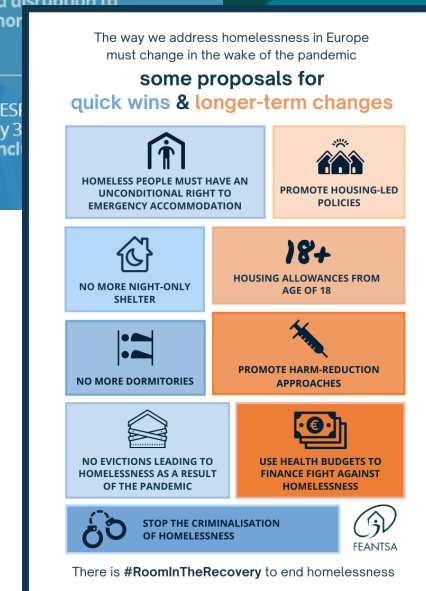 The way we address homelessness in Europe
must change in the wake of the pandemic
some proposals for
quick wins & longer-term changes
HOMELESS PEOPLE MUST HAVE AN
UNCONDITIONAL RIGHT TO
EMERGENCY ACCOMMODATION
PROMOTE HOUSING-LED
POLICIES
NO MORE NIGHT-ONLY
SHELTER
18+
HOUSING ALLOWANCES FROM
AGE OF 18
NO MORE DORMITORIES
PROMOTE HARM-REDUCTION
APPROACHES
NO EVICTIONS LEADING TO
HOMELESSNESS AS A RESULT
OF THE PANDEMIC
USE HEALTH BUDGETS TO
FINANCE FIGHT AGAINST
HOMELESSNESS
STOP THE CRIMINALISATION
OF HOMELESSNESS
FEANTSA
There is #RoomInTheRecovery to end homelessness